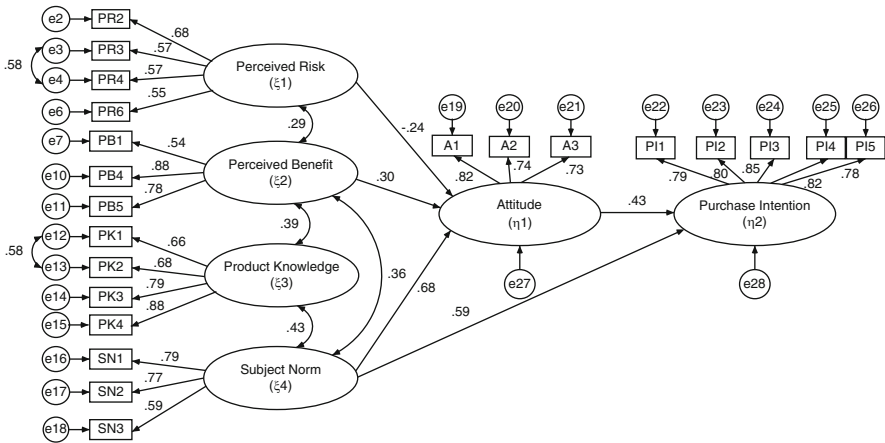 e2
PR2
.68
e3
PR3
.57
.58
e4
PR4
.57
e6
PR6
.55
Perceived Risk
(ξ1)
.29
-.24
e7
PB1
.54
e10
PB4
.88
e11
PB5
.78
Perceived Benefit
(ξ2)
.30
.39
.36
e12
PK1
.66
.58
e13
PK2
.68
e14
PK3
.79
e15
PK4
.88
Product Knowledge
(ξ3)
.43
e16
SN1
.79
e17
SN2
.77
e18
SN3
.59
Subject Norm
(ξ4)
.68
.59
e19
e20
e21
A1
A2
A3
.82
.74
.73
Attitude
(η1)
.43
e27
e22
e23
e24
e25
e26
PI1
PI2
PI3
PI4
PI5
.79
.80
.85
.82
.78
Purchase Intention
(η2)
e28